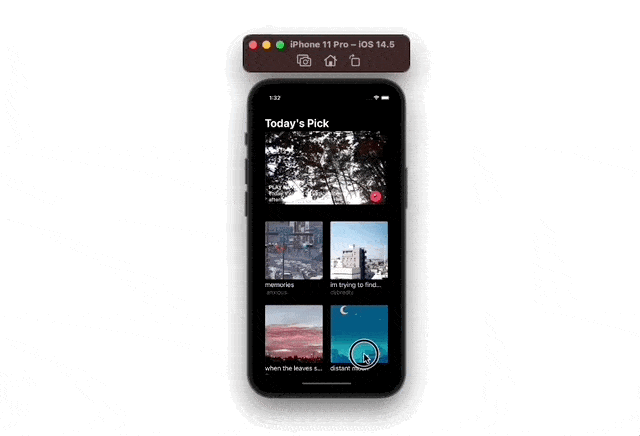 iPhone 11 Pro – iOS 14.5
1:32
Today's Pick
PLAY
memories
im trying to find...
when the leaves s...
distant